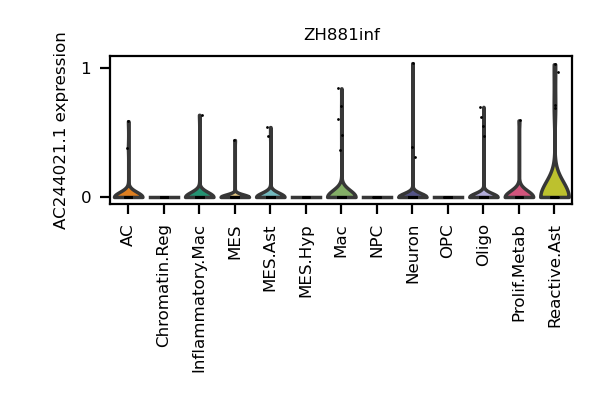 ZH881inf
AC244021.1 expression
1
0
AC
Chromatin.Reg
Inflammatory.Mac
MES
MES.Ast
MES.Hyp
Mac
NPC
Neuron
OPC
Oligo
Prolif.Metab
Reactive.Ast